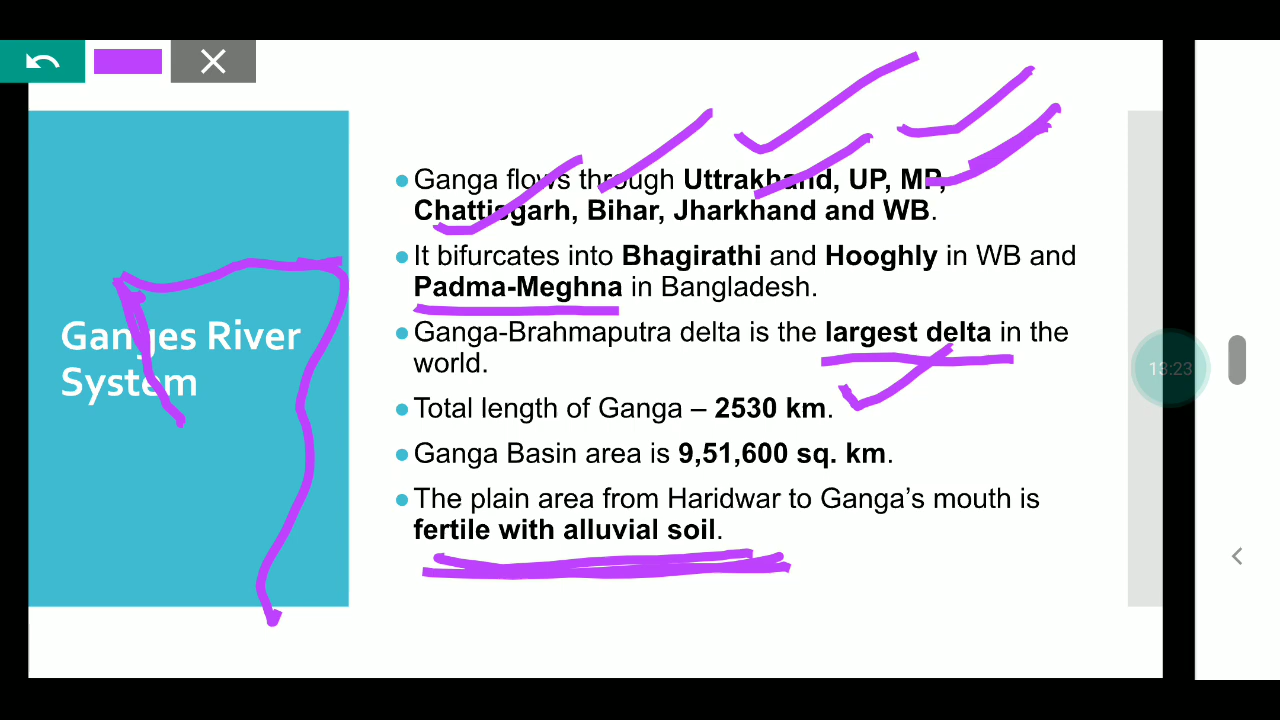 Ganges River
System
● Ganga flows through Uttrakhand, UP, MP,
Chattisgarh, Bihar, Jharkhand and WB.
● It bifurcates into Bhagirathi and Hooghly in WB and
Padma-Meghna in Bangladesh.
● Ganga-Brahmaputra delta is the largest delta in the
world.
● Total length of Ganga – 2530 km.
● Ganga Basin area is 9,51,600 sq. km.
● The plain area from Haridwar to Ganga’s mouth is
fertile with alluvial soil.
13:23